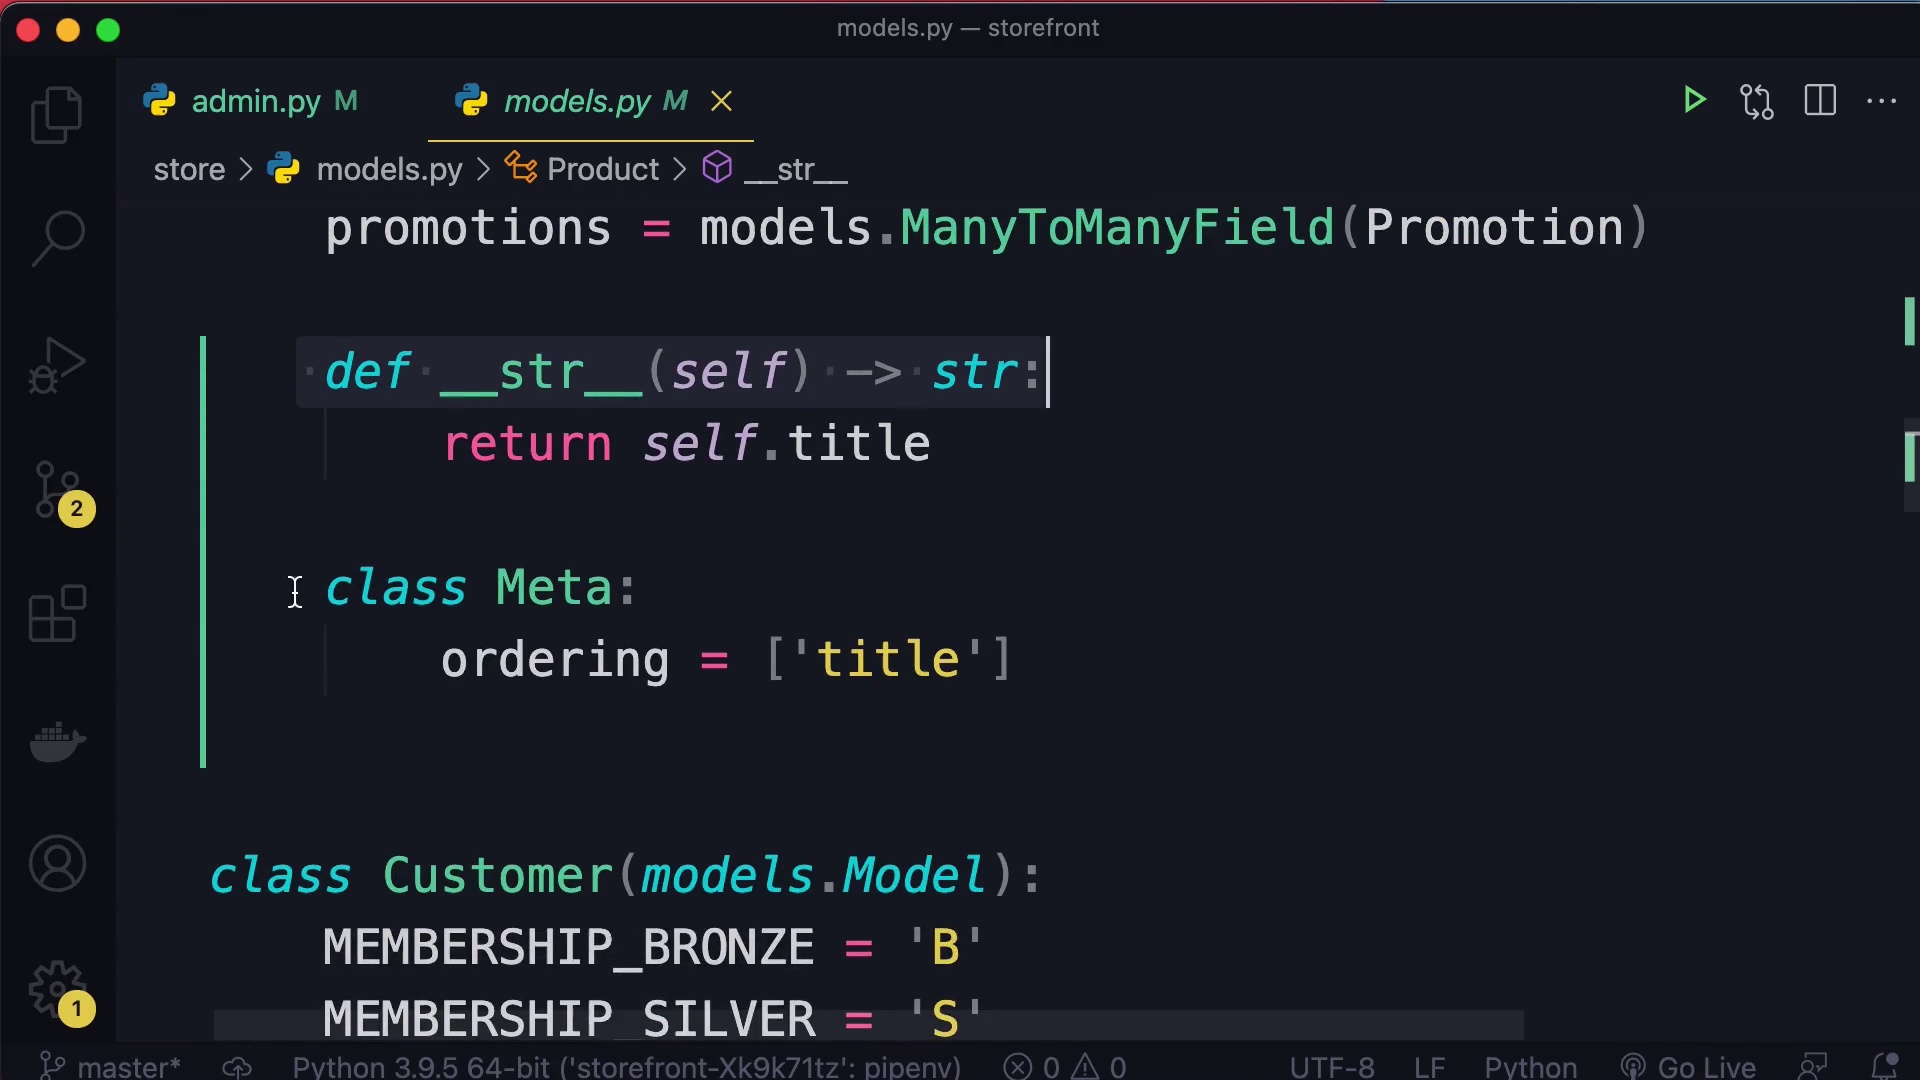 models.py — storefront
admin.py M
models.py M
store > models.py > Product > __str__
promotions = models.ManyToManyField(Promotion)
def __str__(self) -> str:
return self.title
class Meta:
ordering = ['title']
class Customer(models.Model):
MEMBERSHIP_BRONZE = 'B'
MEMBERSHIP_SILVER = 'S'
2
1
master* Python 3.9.5 64-bit ('storefront-Xk9k71tz': pipenv) 0 0 UTF-8 LF Python Go Live